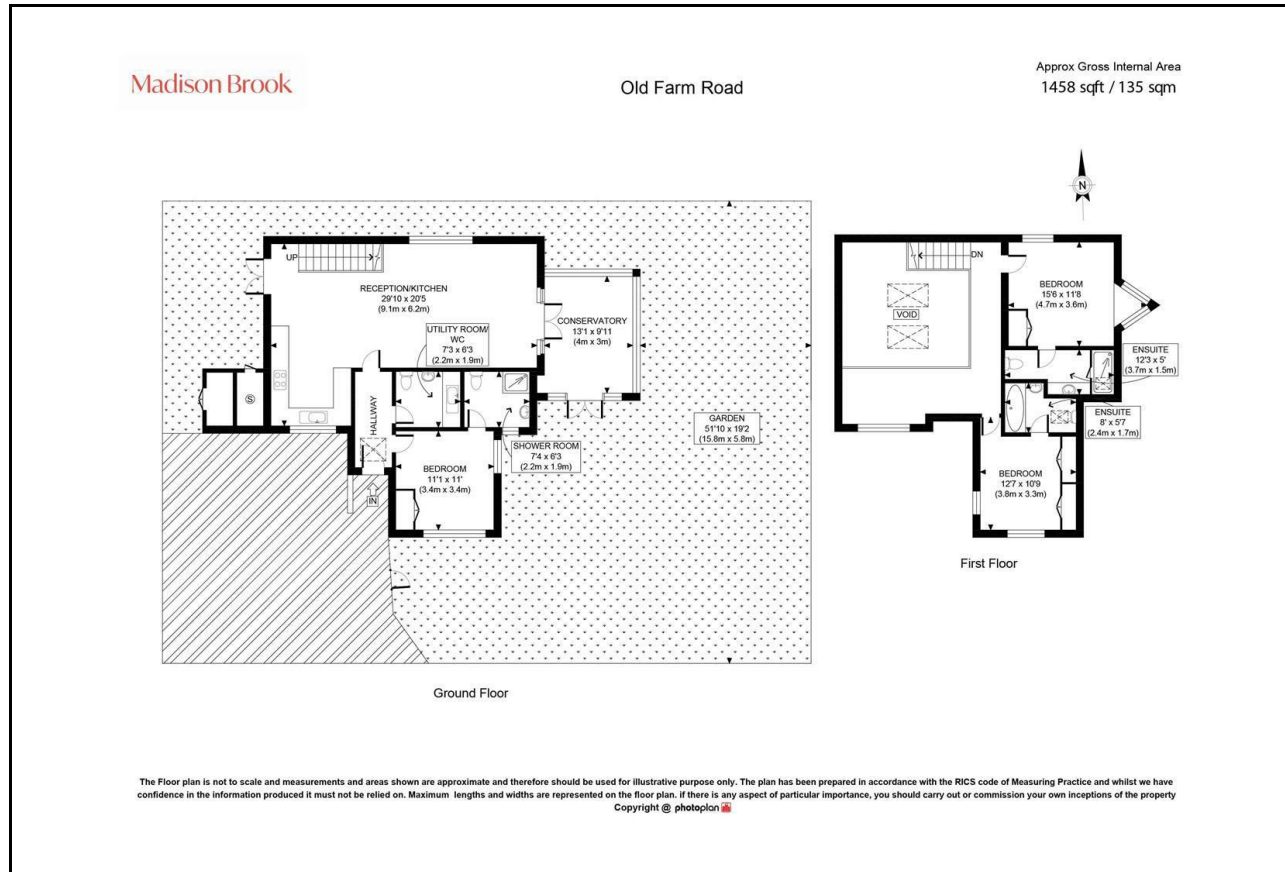 Madison Brook
Old Farm Road
Approx Gross Internal Area
1458 sqft / 135 sqm
N
UP
RECEPTION/KITCHEN
29'10 x 20'5
(9.1m x 6.2m)
UTILITY ROOM/
WC
7'3 x 6'3
(2.2m x 1.9m)
CONSERVATORY
13'1 x 9'11
(4m x 3m)
S
HALLWAY
IN
BEDROOM
11'1 x 11'
(3.4m x 3.4m)
SHOWER ROOM
7'4 x 6'3
(2.2m x 1.9m)
GARDEN
51'10 x 19'2
(15.8m x 5.8m)
Ground Floor
DN
VOID
BEDROOM
15'6 x 11'8
(4.7m x 3.6m)
ENSUITE
12'3 x 5'
(3.7m x 1.5m)
ENSUITE
8' x 5'7
(2.4m x 1.7m)
BEDROOM
12'7 x 10'9
(3.8m x 3.3m)
First Floor
The Floor plan is not to scale and measurements and areas shown are approximate and therefore should be used for illustrative purpose only. The plan has been prepared in accordance with the RICS code of Measuring Practice and whilst we have
confidence in the information produced it must not be relied on. Maximum lengths and widths are represented on the floor plan. if there is any aspect of particular importance, you should carry out or commission your own inceptions of the property
Copyright @ photoplan